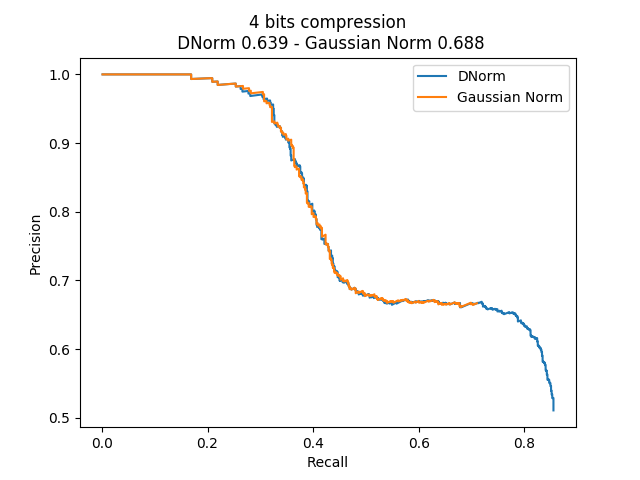 4 bits compression
DNorm 0.639 - Gaussian Norm 0.688
DNorm
Gaussian Norm
1.0
0.9
0.8
0.7
0.6
0.5
Precision
0.0 0.2 0.4 0.6 0.8
Recall